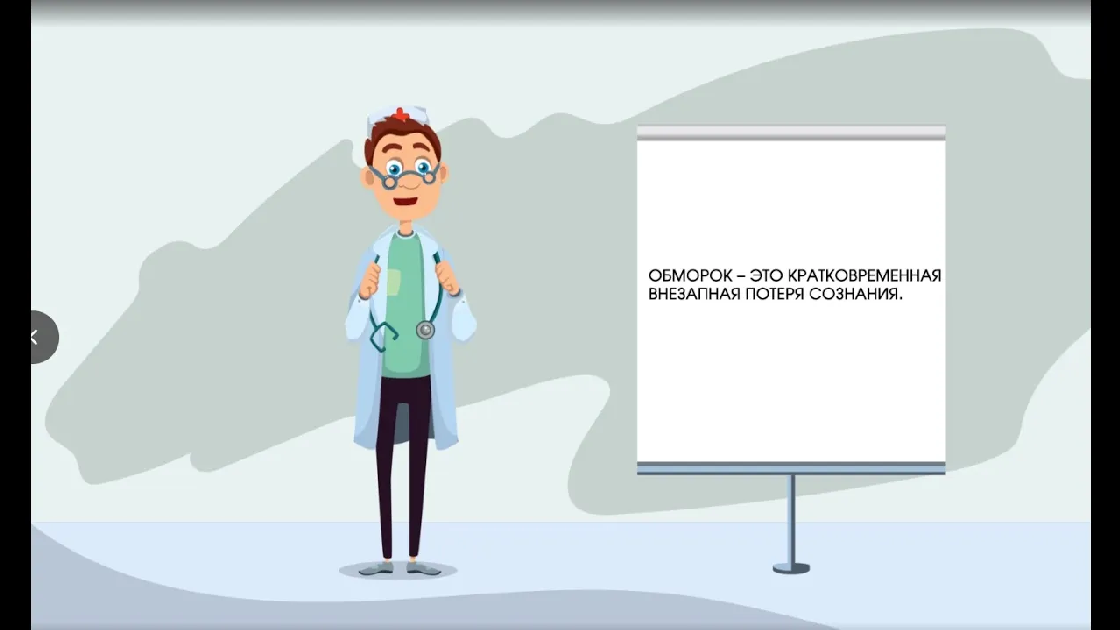 ОБМОРОК – ЭТО КРАТКОВРЕМЕННАЯ
ВНЕЗАПНАЯ ПОТЕРЯ СОЗНАНИЯ.